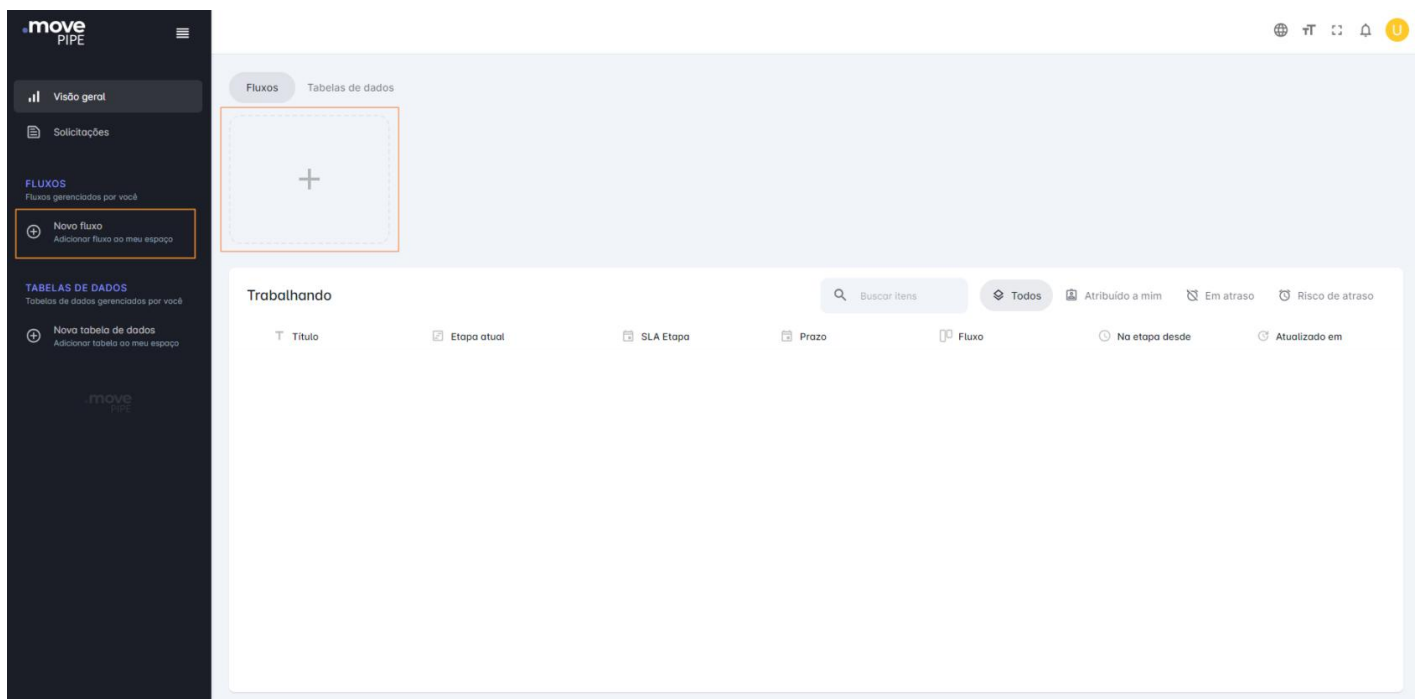 .move
PIPE
U
Visão geral
Solicitações
FLUXOS
Fluxos gerenciados por você
Novo fluxo
Adicionar fluxo ao meu espaço
TABELAS DE DADOS
Tabelas de dados gerenciados por você
Nova tabela de dados
Adicionar tabela ao meu espaço
.move
PIPE
Fluxos Tabelas de dados
Trabalhando Buscar itens Todos Atribuído a mim Em atraso Risco de atraso
Título Etapa atual SLA Etapa Prazo Fluxo Na etapa desde Atualizado em